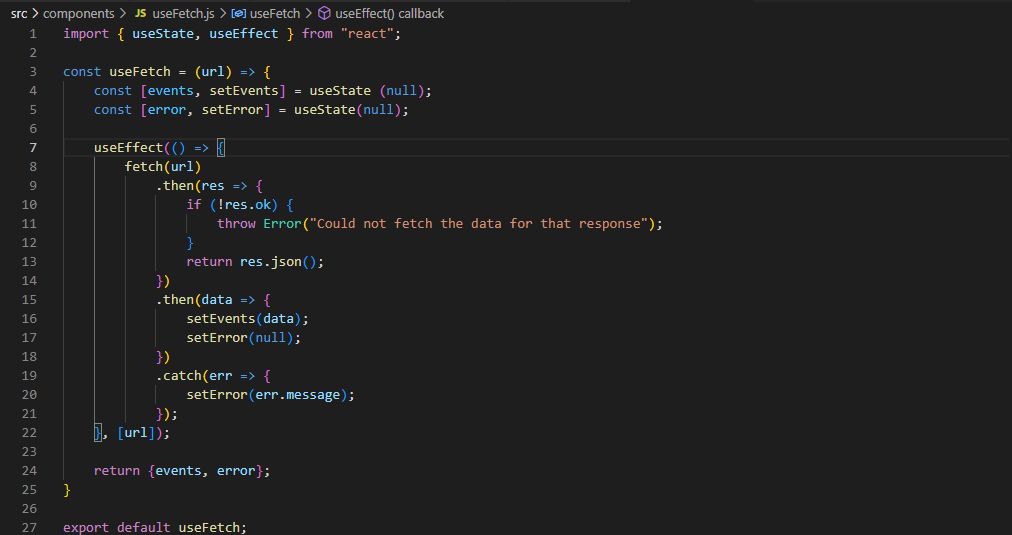 src > components > JS useFetch.js > useFetch > useEffect() callback
1 import { useState, useEffect } from "react";
2
3 const useFetch = (url) => {
4     const [events, setEvents] = useState (null);
5     const [error, setError] = useState(null);
6
7     useEffect(() => {
8         fetch(url)
9             .then(res => {
10                 if (!res.ok) {
11                     throw Error("Could not fetch the data for that response");
12                 }
13                 return res.json();
14             })
15             .then(data => {
16                 setEvents(data);
17                 setError(null);
18             })
19             .catch(err => {
20                 setError(err.message);
21             });
22     }, [url]);
23
24     return {events, error};
25 }
26
27 export default useFetch;